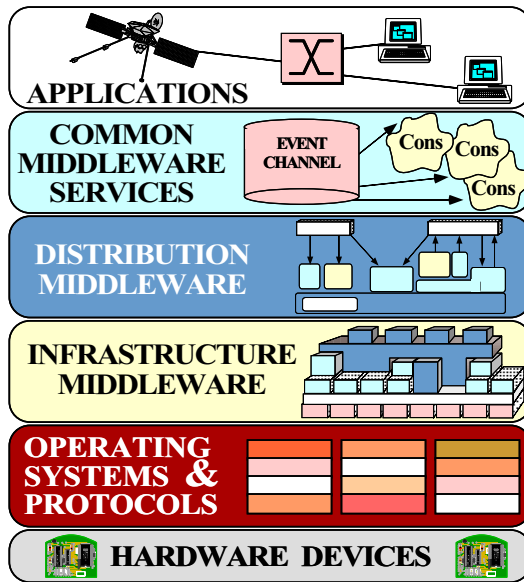 APPLICATIONS
COMMON
MIDDLEWARE
SERVICES
EVENT
CHANNEL
Cons
Cons
Cons
DISTRIBUTION
MIDDLEWARE
INFRASTRUCTURE
MIDDLEWARE
OPERATING
SYSTEMS &
PROTOCOLS
HARDWARE DEVICES